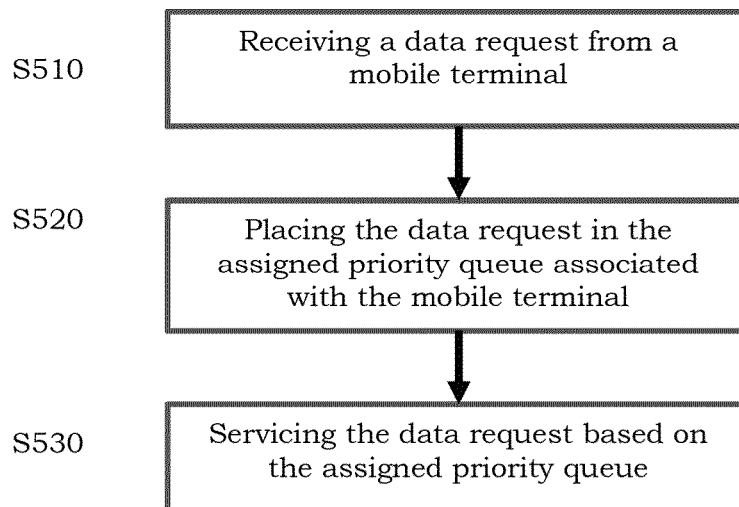 S510
Receiving a data request from a
mobile terminal
S520
Placing the data request in the
assigned priority queue associated
with the mobile terminal
S530
Servicing the data request based on
the assigned priority queue